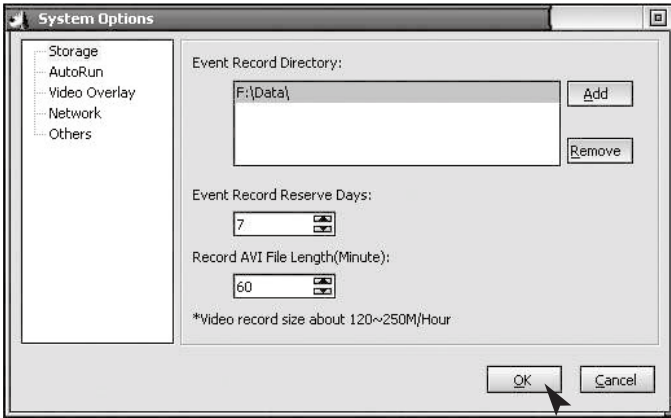 System Options
Storage
AutoRun
Video Overlay
Network
Others
Event Record Directory:
F:\Data\
Add
Remove
Event Record Reserve Days:
7
Record AVI File Length(Minute):
60
*Video record size about 120~250M/Hour
OK
Cancel